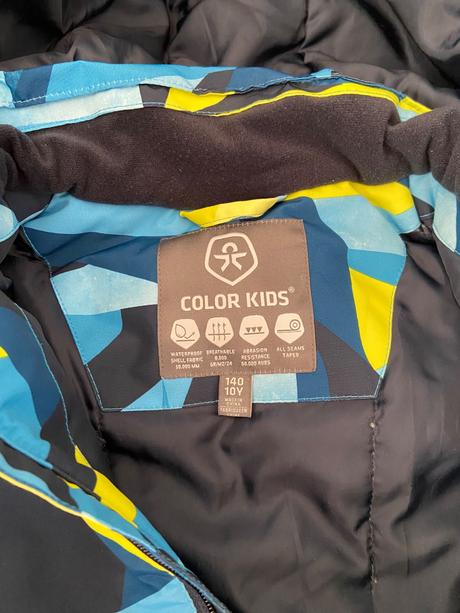 COLOR KIDS®
WATERPROOF
SHELL FABRIC
10.000 MM
BREATHABLE
8.000
GR/M2/24
ABRASION
RESISTANCE
50.000 RUBS
ALL SEAMS
TAPED
140
10Y
MADE IN
CHINA